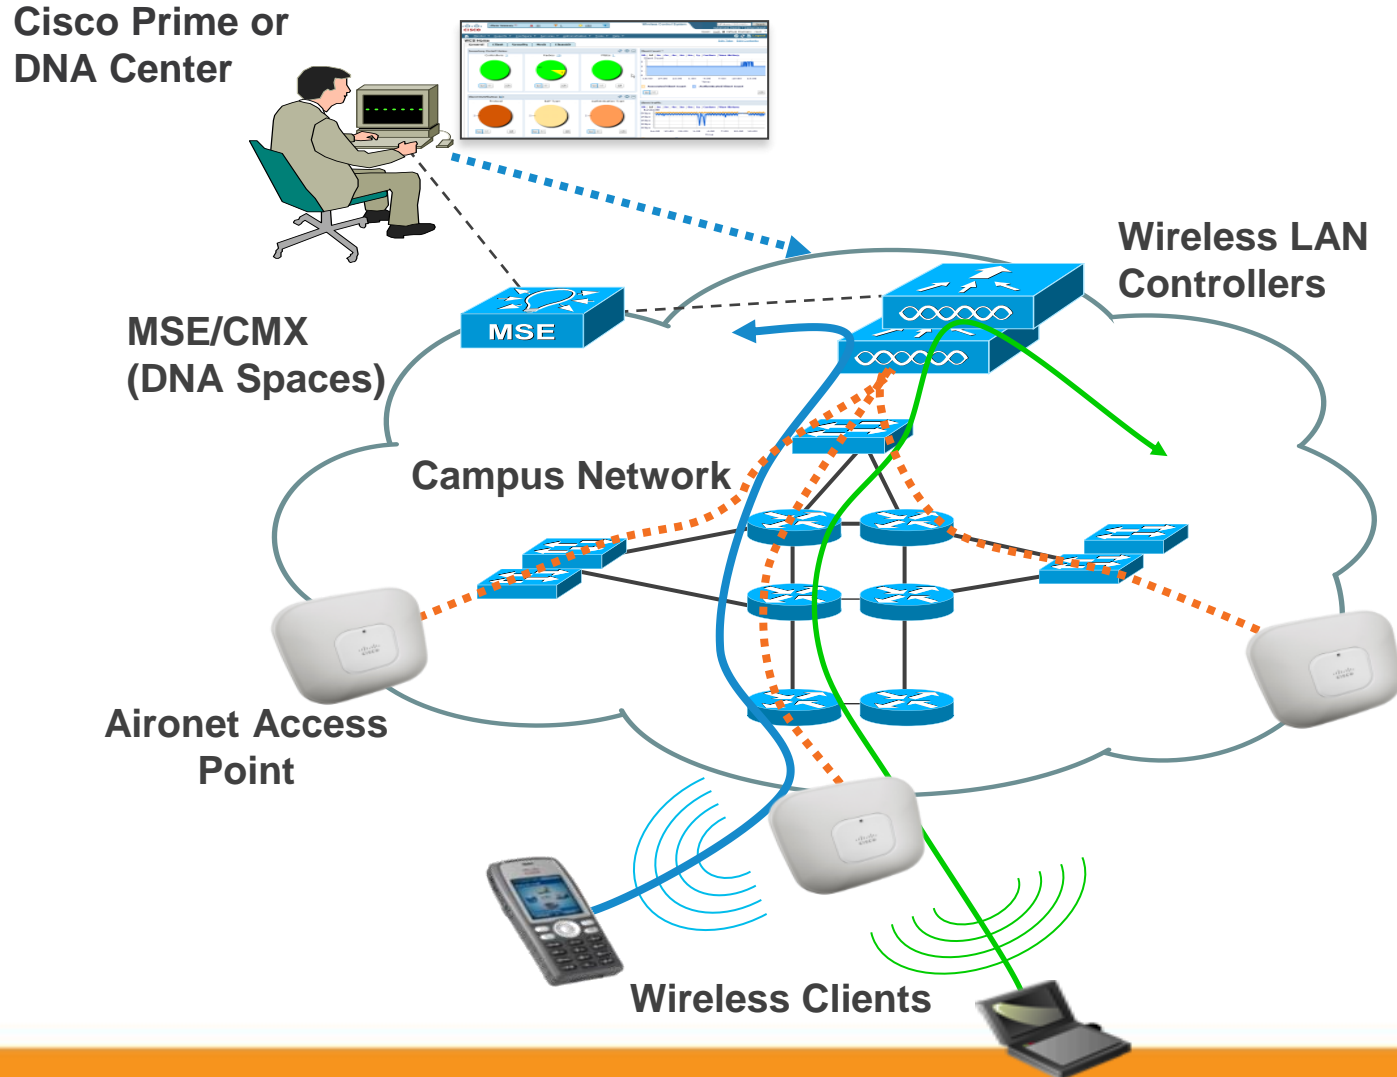 Cisco Prime or
DNA Center
Wireless LAN
Controllers
MSE
MSE/CMX
(DNA Spaces)
Campus Network
Aironet Access
Point
Wireless Clients